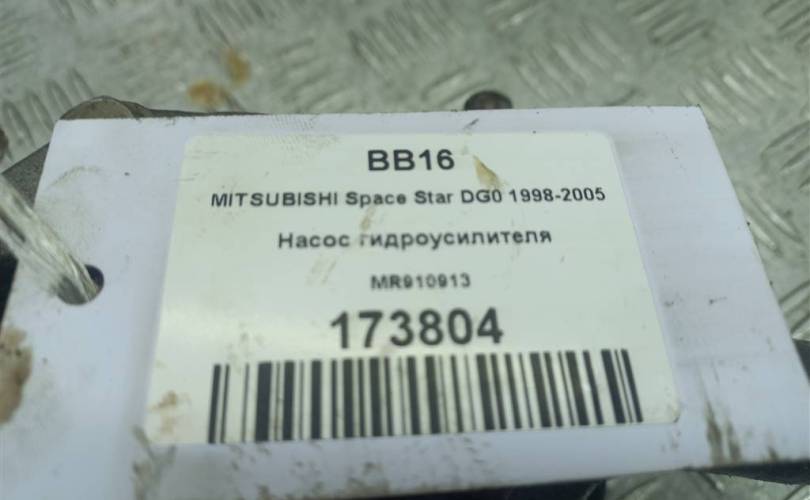 BB16
MITSUBISHI Space Star DG0 1998-2005
Насос гидроусилителя
MR910913
173804